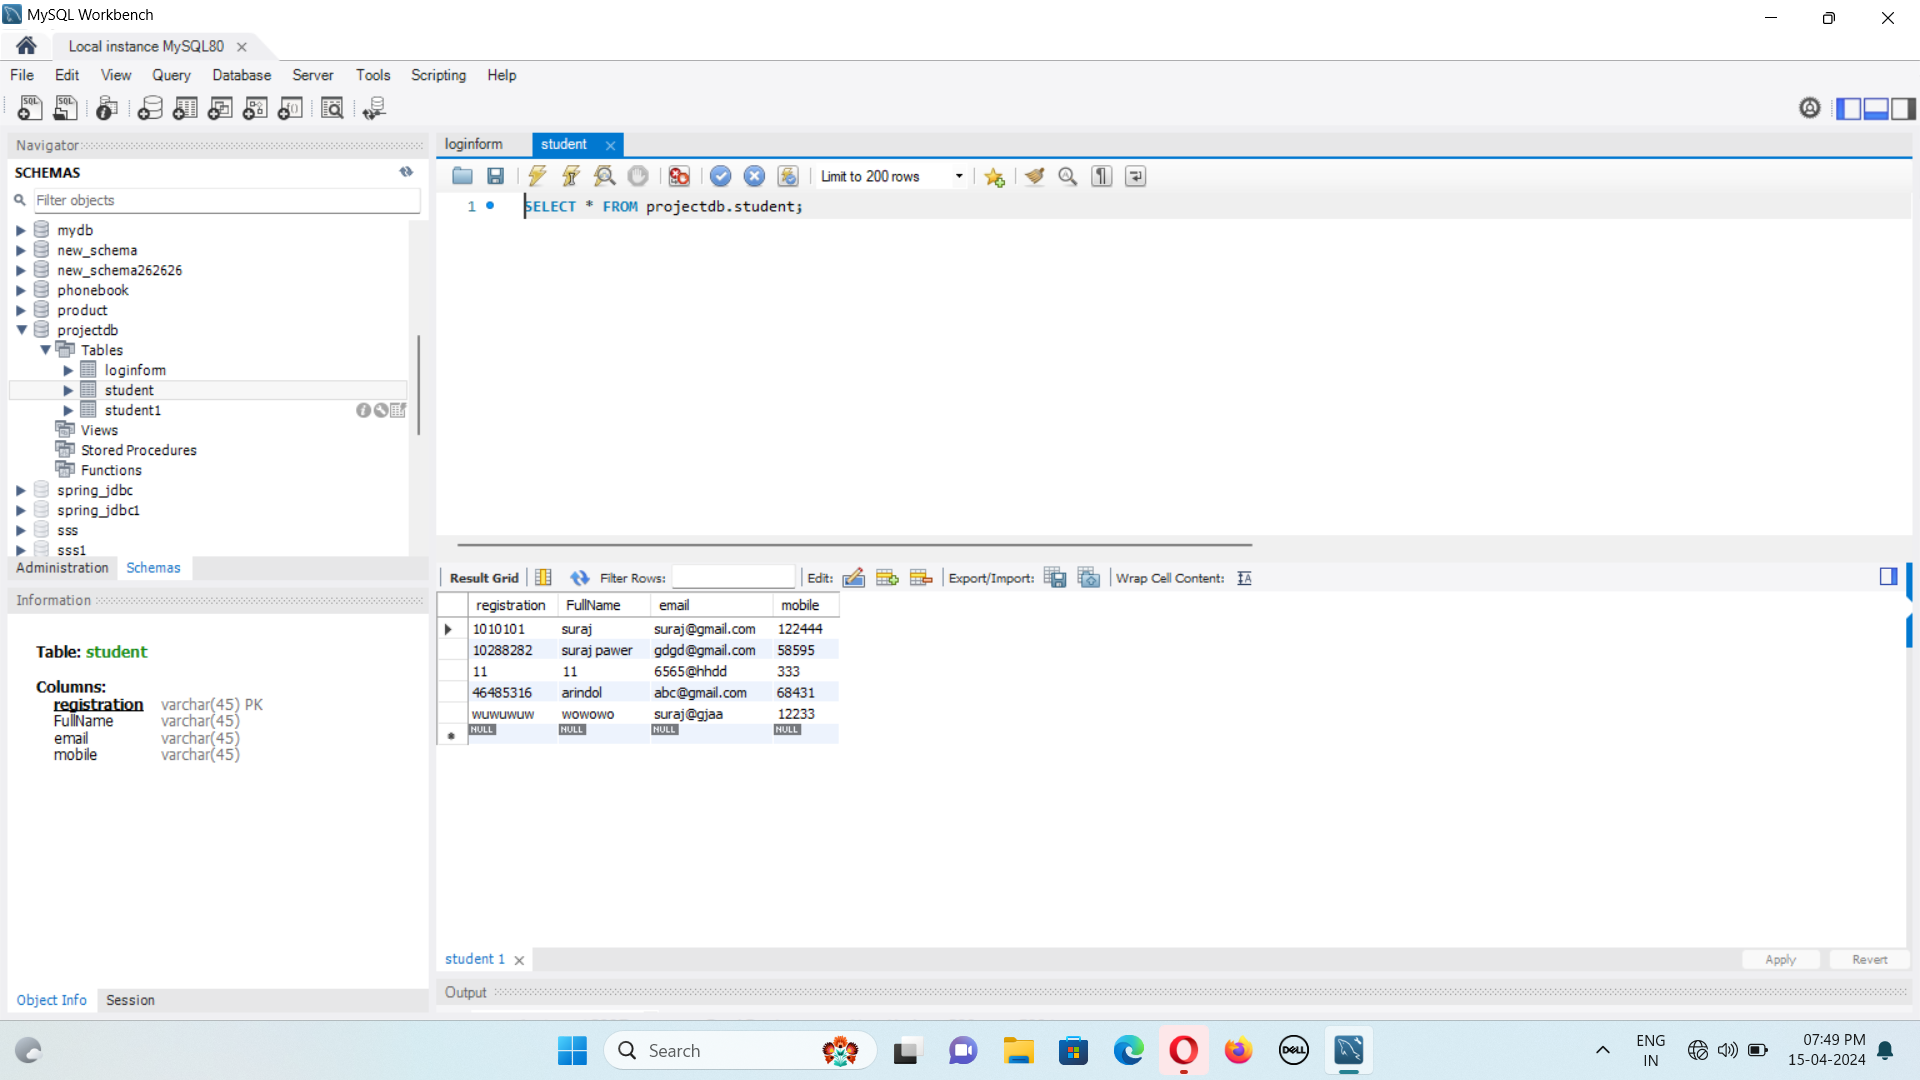 MySQL Workbench
Local instance MySQL80
File Edit View Query Database Server Tools Scripting Help
Navigator
SCHEMAS
Filter objects
mydb
new_schema
new_schema262626
phonebook
product
projectdb
Tables
loginform
student
student1
Views
Stored Procedures
Functions
spring_jdbc
spring_jdbc1
sss
sss1
Administration Schemas
Information
Table: student
Columns:
registration varchar(45) PK
FullName varchar(45)
email varchar(45)
mobile varchar(45)
Object Info Session
loginform student
Limit to 200 rows
1 SELECT * FROM projectdb.student;
Result Grid Filter Rows: Edit: Export/Import: Wrap Cell Content:
registration FullName email mobile
1010101 suraj suraj@gmail.com 122444
10288282 suraj pawer gdgd@gmail.com 58595
11 11 6565@hhdd 333
46485316 arindol abc@gmail.com 68431
wuwuwuw wowowo suraj@gjaa 12233
NULL NULL NULL NULL
student 1 Apply Revert
Output
Search
DELL
ENG
IN
07:49 PM
15-04-2024